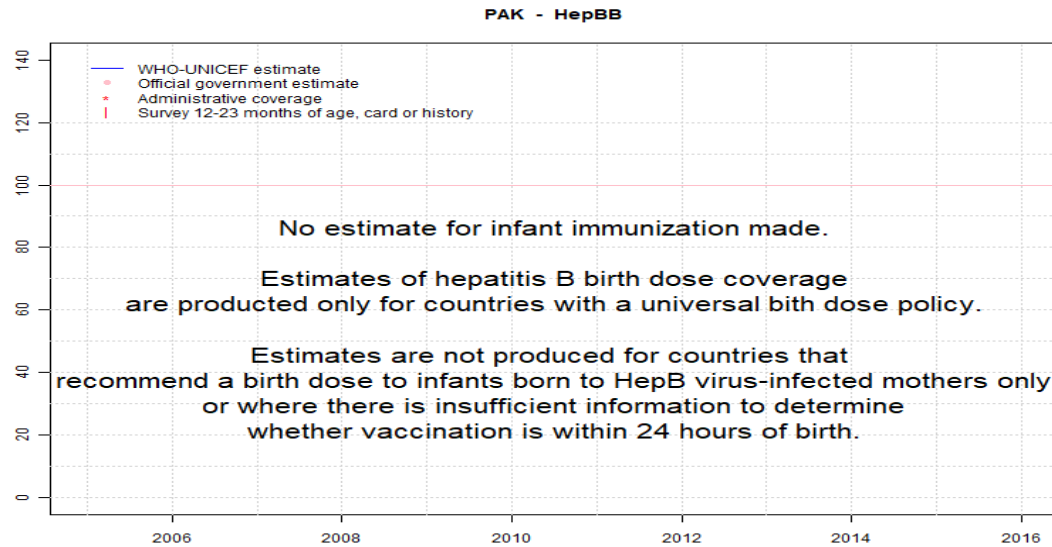 PAK - HepBB
140
120
100
80
60
40
20
0
WHO-UNICEF estimate
Official government estimate
Administrative coverage
Survey 12-23 months of age, card or history
No estimate for infant immunization made.
Estimates of hepatitis B birth dose coverage
are producted only for countries with a universal bith dose policy.
Estimates are not produced for countries that
recommend a birth dose to infants born to HepB virus-infected mothers only
or where there is insufficient information to determine
whether vaccination is within 24 hours of birth.
2006 2008 2010 2012 2014 2016